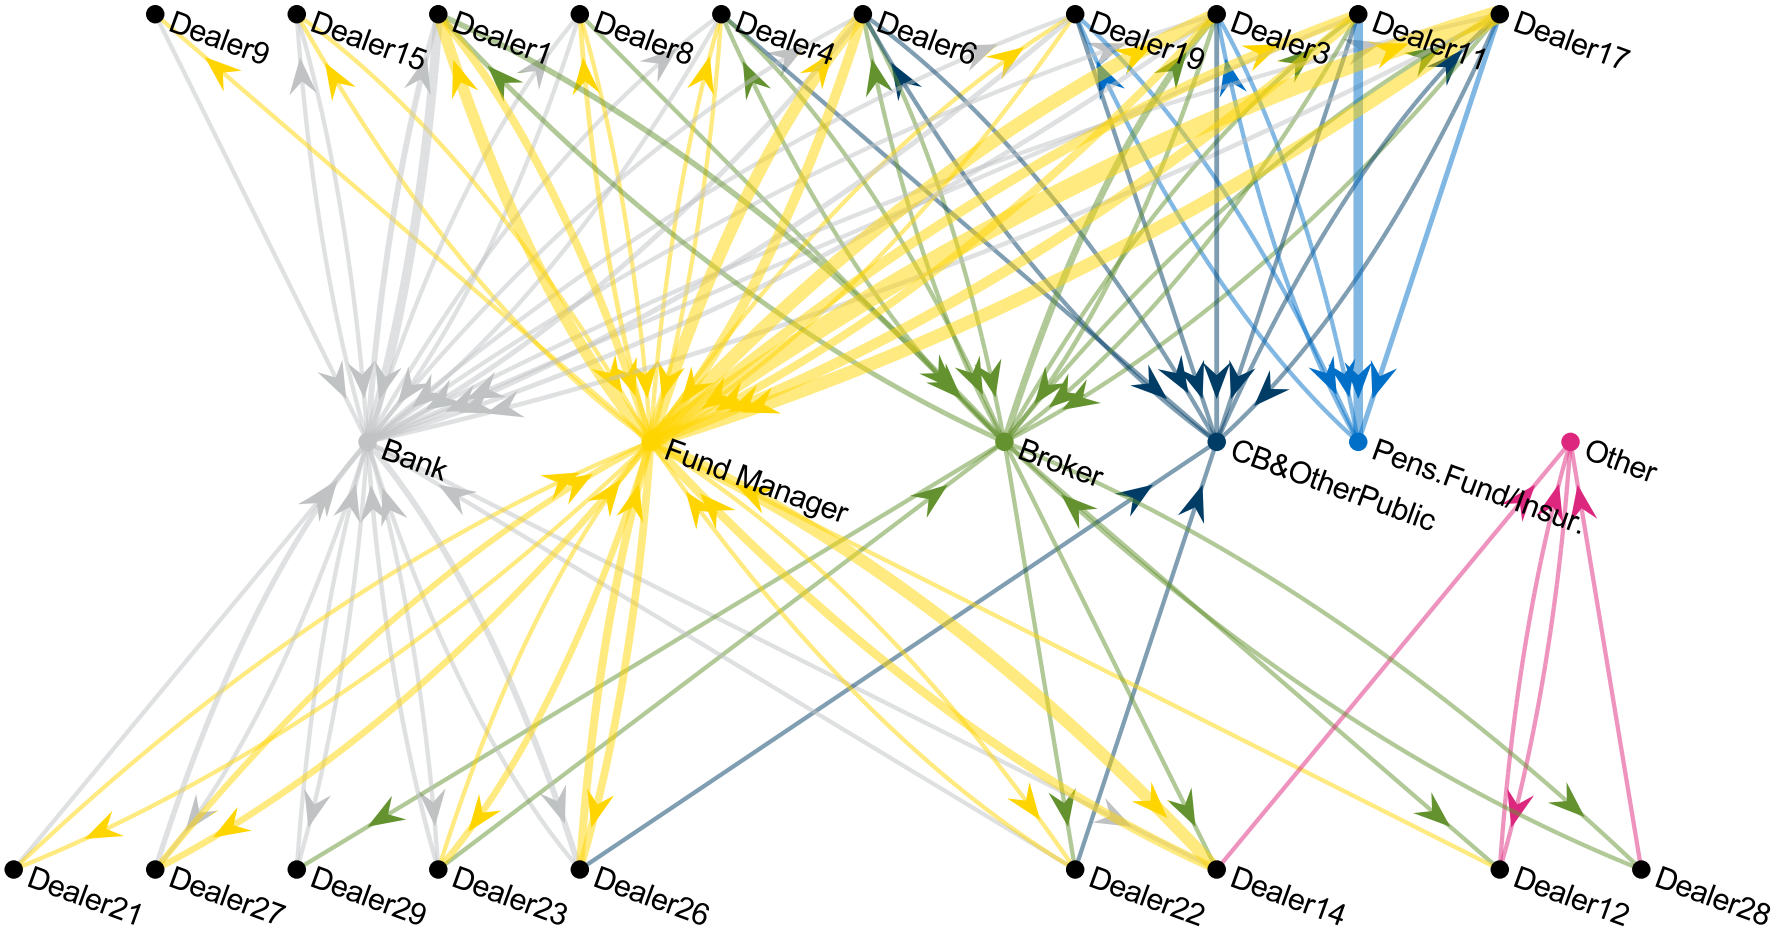 Dealer9
Dealer15
Dealer1
Dealer8
Dealer4
Dealer6
Dealer19
Dealer3
Dealer11
Dealer17
Bank
Fund Manager
Broker
CB&OtherPublic
Pens.Fund/Insur.
Other
Dealer21
Dealer27
Dealer29
Dealer23
Dealer26
Dealer22
Dealer14
Dealer12
Dealer28